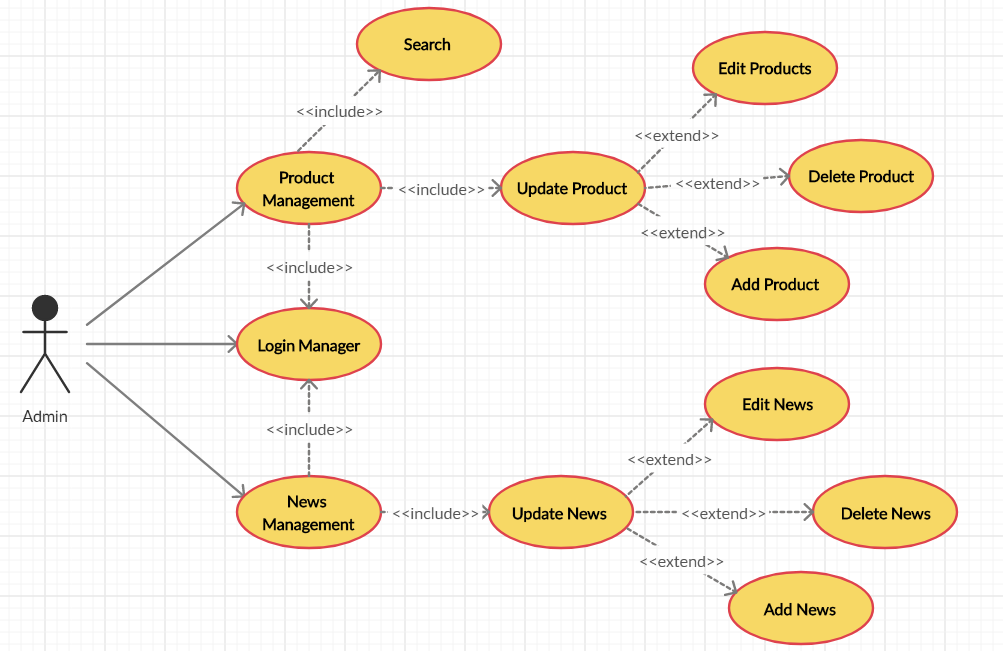 Search
Edit Products
<<include>>
<<extend>>
Product
Management
<<include>>
Update Product
<<extend>>
Delete Product
<<extend>>
<<include>>
Add Product
Login Manager
Admin
<<include>>
Edit News
<<extend>>
News
Management
<<include>>
Update News
<<extend>>
Delete News
<<extend>>
Add News